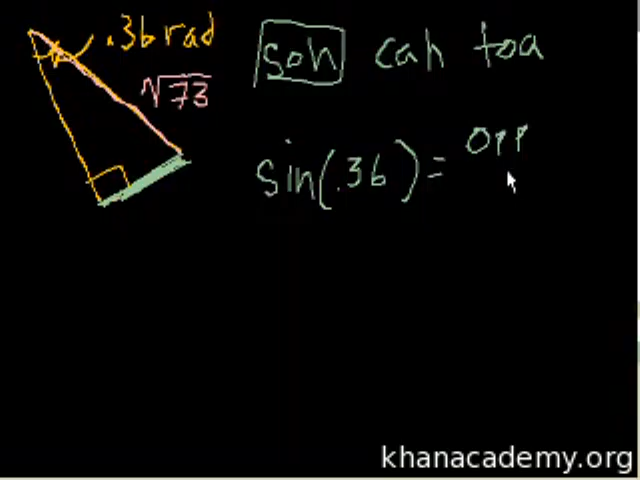 .36 rad
soh cah toa
√73
sin(.36) = opp
khanacademy.org